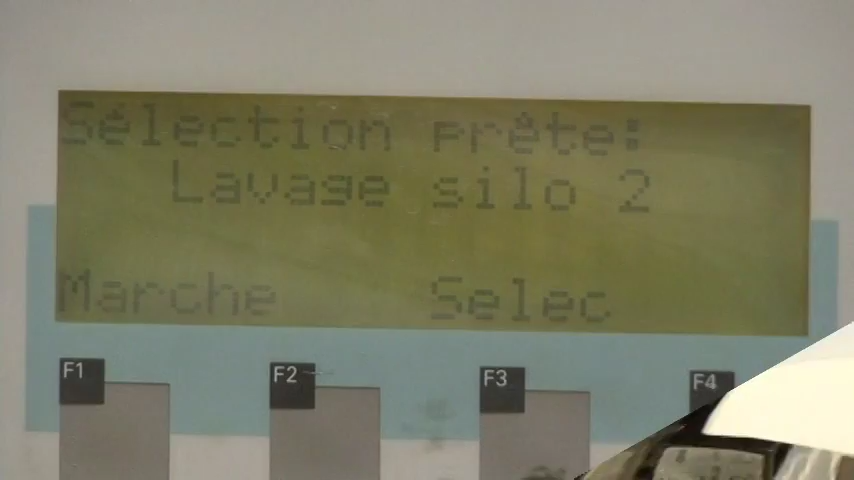 Sélection prête:
Lavage silo 2
Marche Selec
F1 F2 F3 F4